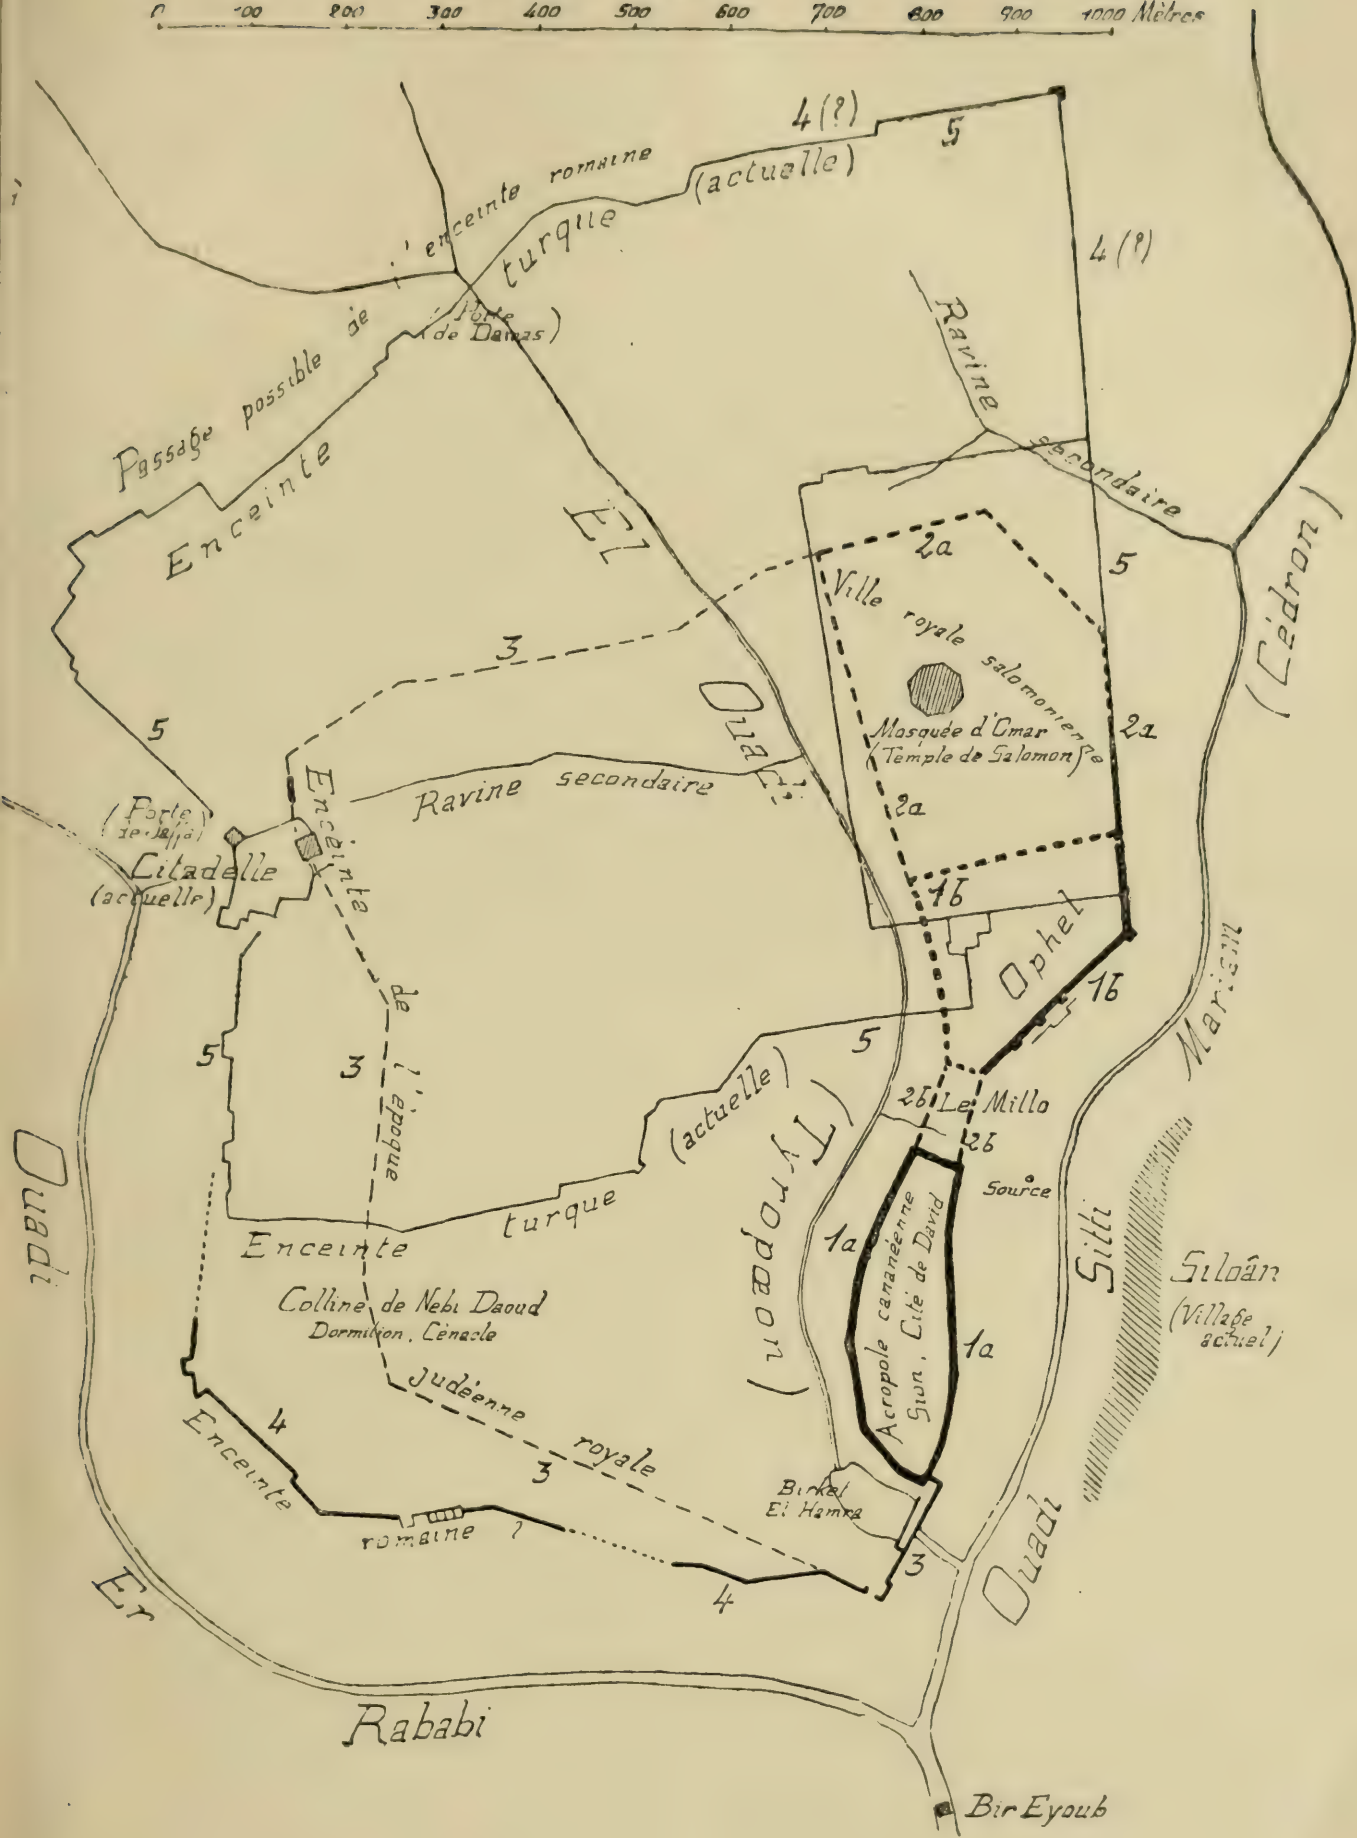 0 100 200 300 400 500 600 700 800 900 1000 Mètres
4 (?)
5
(actuelle)
Passage possible de l'enceinte romaine
Enceinte turque
4 (?)
(Porte
de Damas)
Ravine secondaire
El Ouad
2a
5
Ville royale salomonienne
3
Mosquée d'Omar
(Temple de Salomon)
2a
2a
5
Ravine secondaire
(Porte
de Jaffa)
Citadelle
(actuelle)
Enceinte de l'époque judéenne royale
1b
Ophel
1b
(Cédron)
5
3
5
(actuelle)
2b
Le Millo
2b
Source
(Tyropœon)
Enceinte turque
1a
Acropole cananéenne
Sion, Cité de David
1a
Ouadi Sitti Mariam
Siloân
(Village
actuel)
Colline de Nebi Daoud
Dormition, Cénacle
4
Enceinte romaine
3
Birket
El Hamra
3
4
Ouadi
Er
Rababi
Bir Eyoub